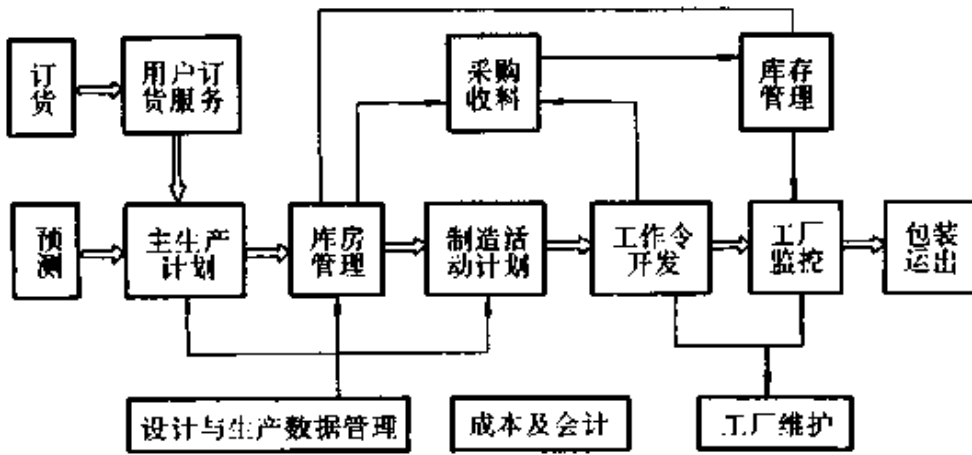 订
货
用户订
货服务
采购
收料
库存
管理
预
测
主生产
计划
库房
管理
制造活
动计划
工作令
开发
工厂
监控
包装
运出
设计与生产数据管理
成本及会计
工厂维护